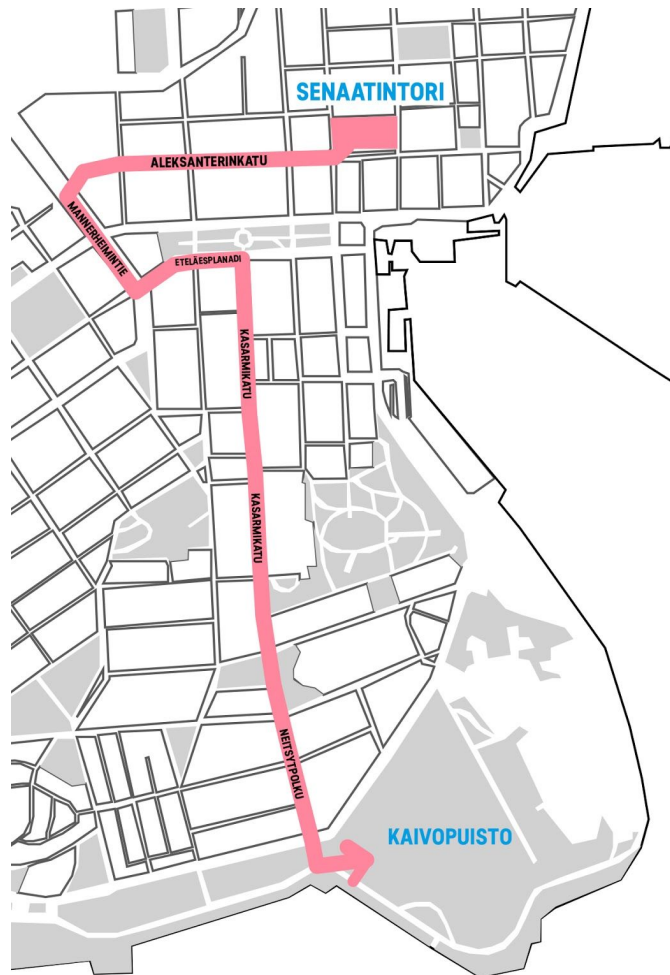 SENAATINTORI
ALEKSANTERINKATU
MANNERHEIMINTIE
ETELÄESPLANADI
KASARMIKATU
KASARMIKATU
NEITSYTPOLKU
KAIVOPUISTO